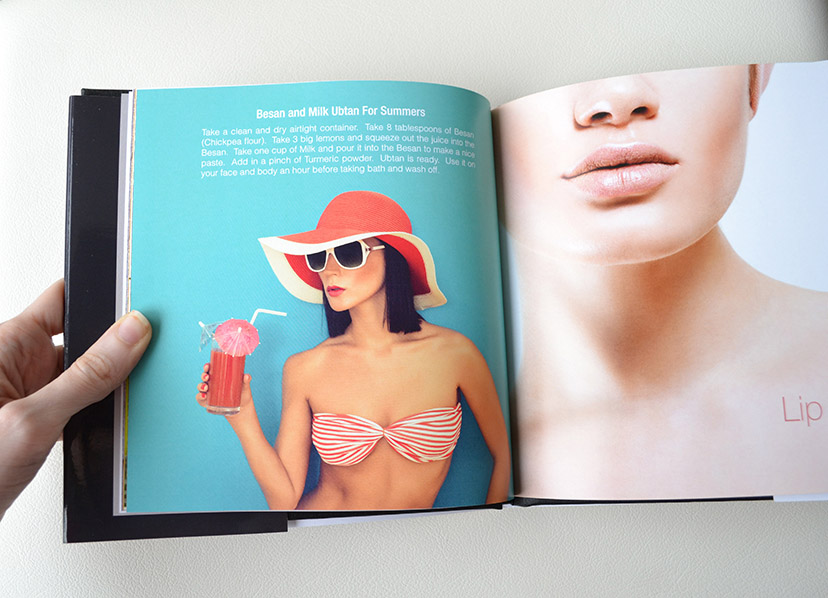 Besan and Milk Ubtan For Summers
Take a clean and dry airtight container. Take 8 tablespoons of Besan
(Chickpea flour). Take 3 big lemons and squeeze out the juice into the
Besan. Take one cup of Milk and pour it into the Besan to make a nice
paste. Add in a pinch of Turmeric powder. Ubtan is ready. Use it on
your face and body an hour before taking bath and wash off.
Lip